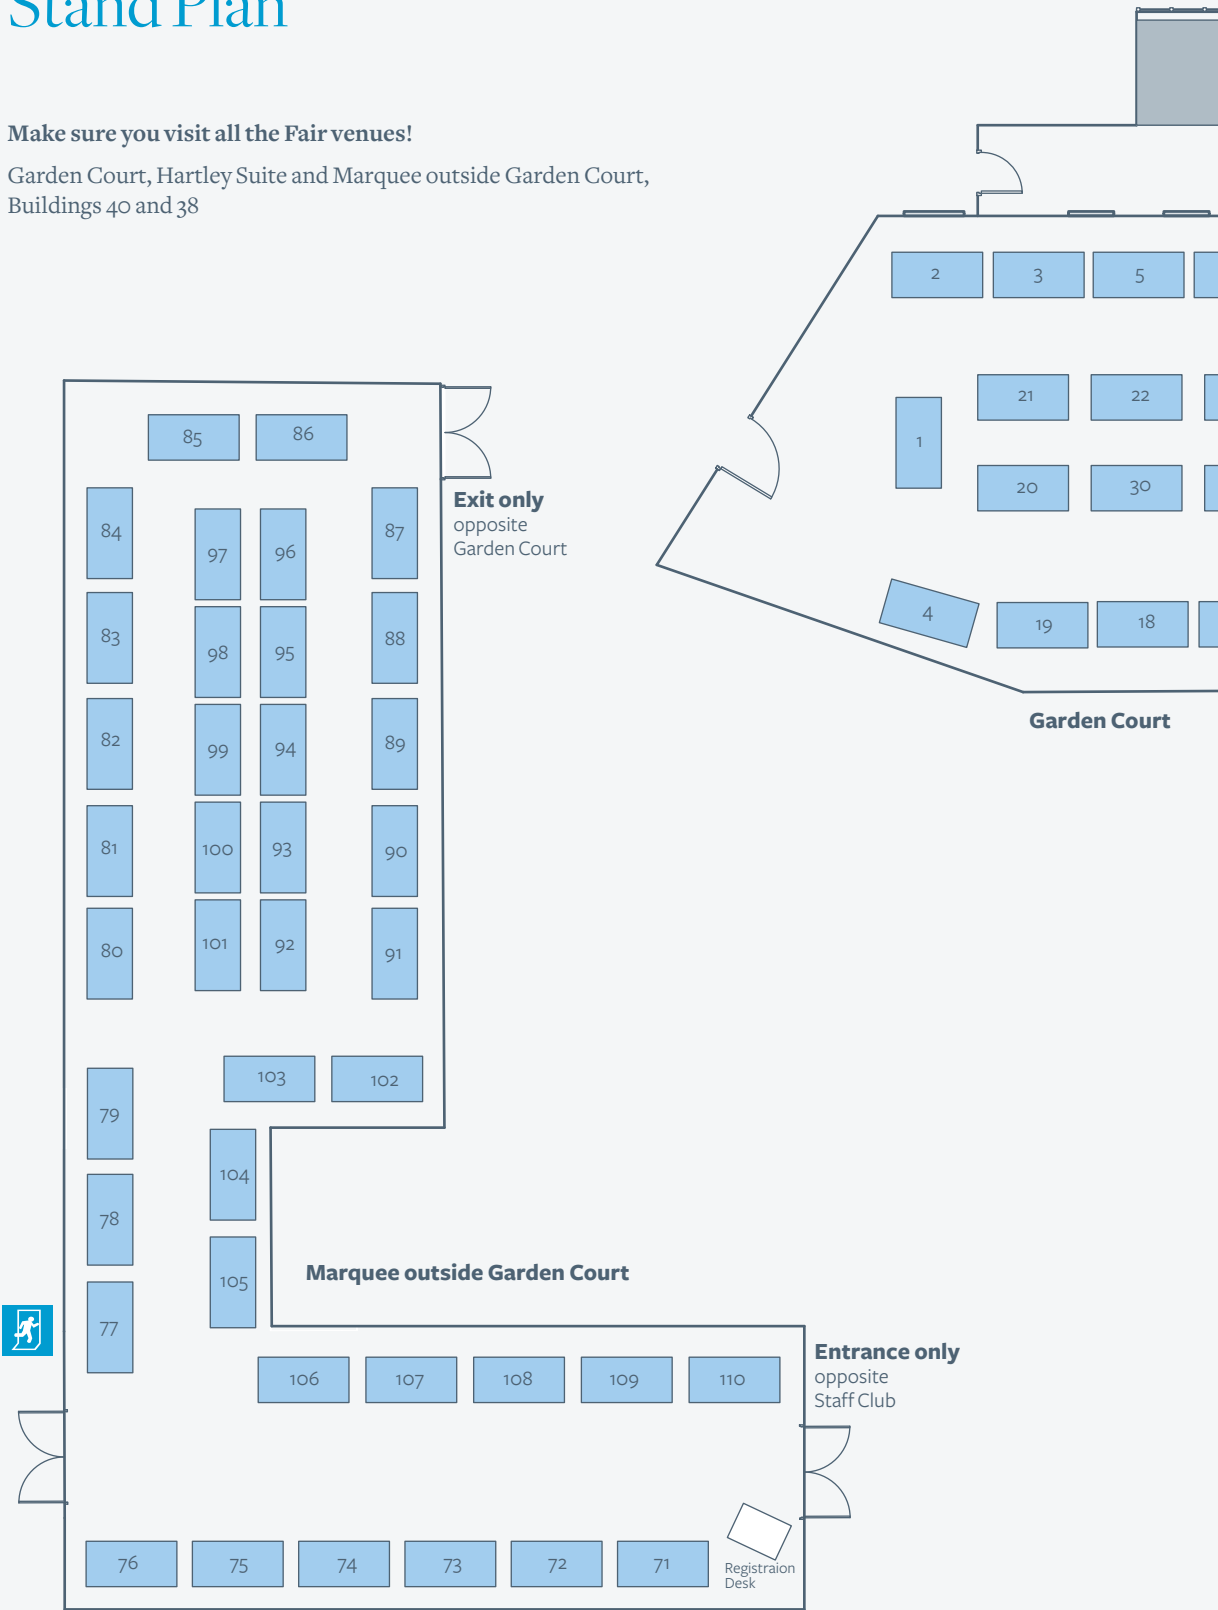 Stand Plan
Make sure you visit all the Fair venues!
Garden Court, Hartley Suite and Marquee outside Garden Court,
Buildings 40 and 38
2 3 5
21 22
1
20 30
4 19 18
Garden Court
85 86
Exit only
opposite
Garden Court
84 97 96 87
83 98 95 88
82 99 94 89
81 100 93 90
80 101 92 91
103 102
79
104
78
105
77
Marquee outside Garden Court
106 107 108 109 110
Entrance only
opposite
Staff Club
76 75 74 73 72 71
Registraion
Desk